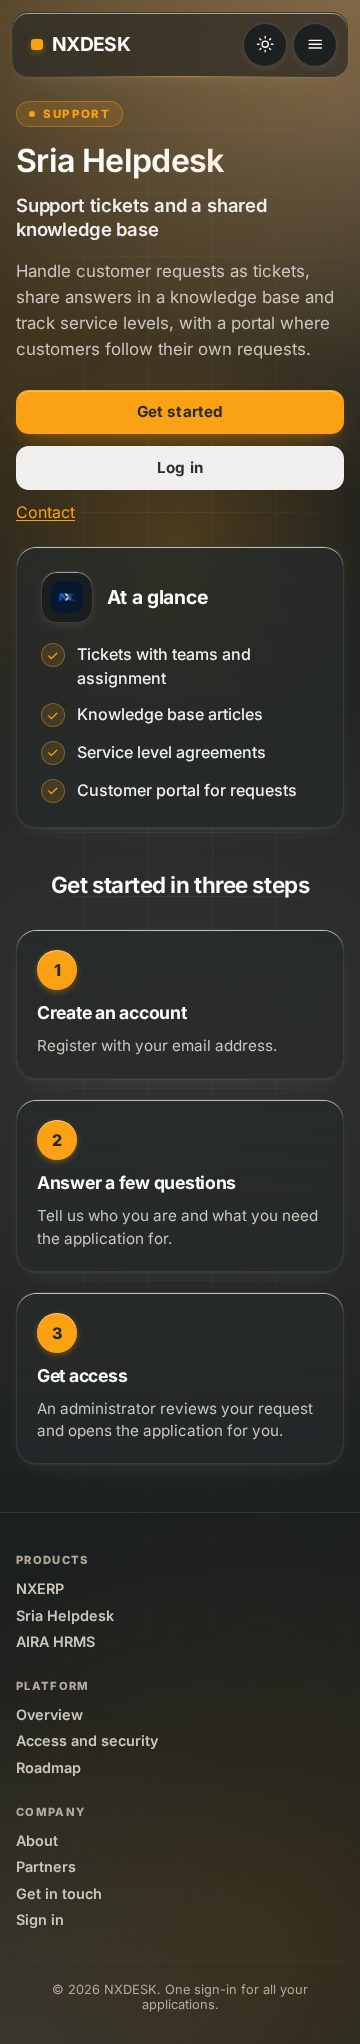 NXDESK
SUPPORT
Sria Helpdesk
Support tickets and a shared
knowledge base
Handle customer requests as tickets,
share answers in a knowledge base and
track service levels, with a portal where
customers follow their own requests.
Get started
Log in
Contact
At a glance
Tickets with teams and
assignment
Knowledge base articles
Service level agreements
Customer portal for requests
Get started in three steps
1
Create an account
Register with your email address.
2
Answer a few questions
Tell us who you are and what you need
the application for.
3
Get access
An administrator reviews your request
and opens the application for you.
PRODUCTS
NXERP
Sria Helpdesk
AIRA HRMS
PLATFORM
Overview
Access and security
Roadmap
COMPANY
About
Partners
Get in touch
Sign in
© 2026 NXDESK. One sign-in for all your
applications.